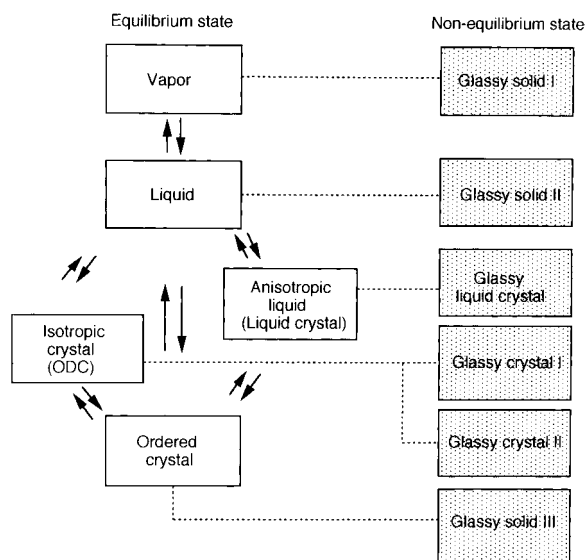 Equilibrium state
Non-equilibrium state
Vapor
Glassy solid I
Liquid
Glassy solid II
Anisotropic
liquid
(Liquid crystal)
Glassy
liquid crystal
Isotropic
crystal
(ODC)
Glassy crystal I
Ordered
crystal
Glassy crystal II
Glassy solid III